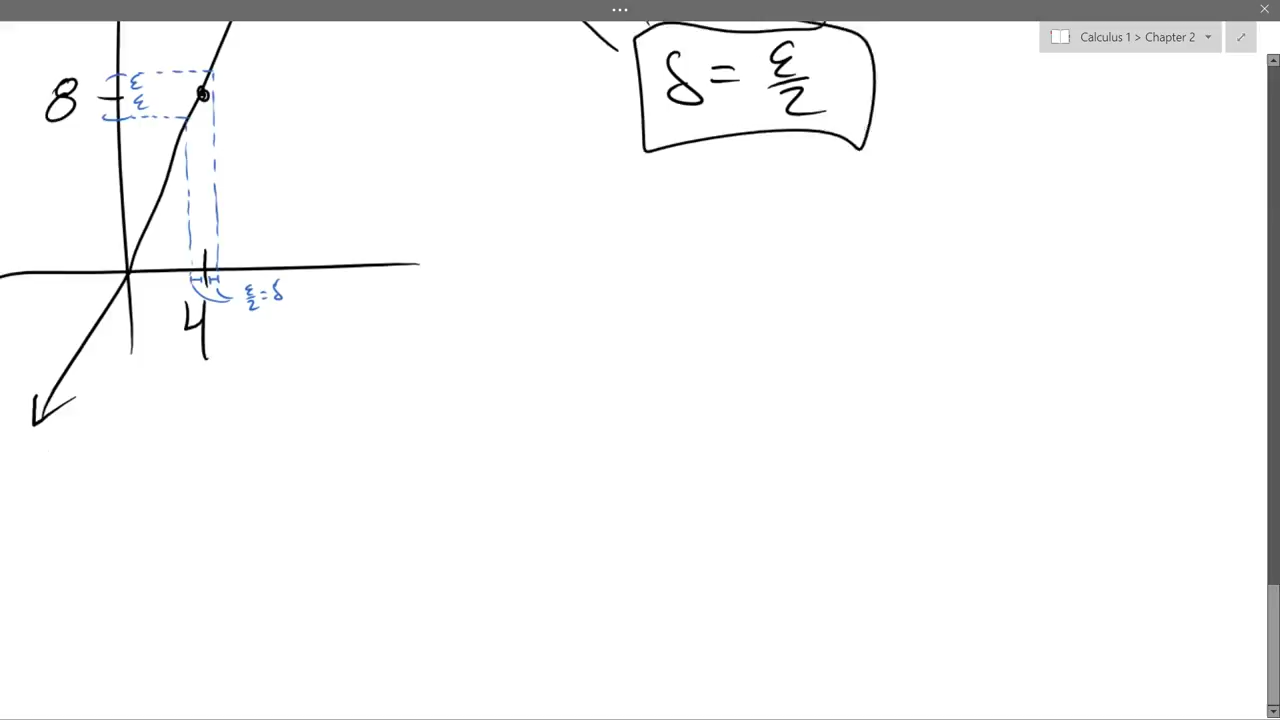 Calculus 1 > Chapter 2
δ = ε/2
ε
8 ε
ε/2 = δ
4